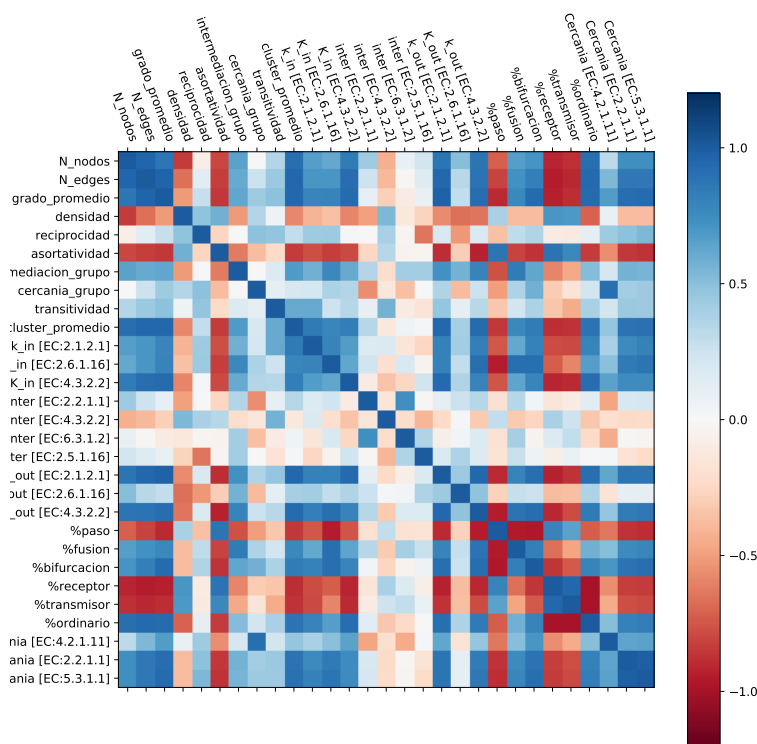 N_nodos
N_edges
grado_promedio
densidad
reciprocidad
asortatividad
intermediacion_grupo
cercania_grupo
transitividad
cluster_promedio
k_in [EC:2.1.2.1]
K_in [EC:2.6.1.16]
K_in [EC:4.3.2.2]
inter [EC:2.2.1.1]
inter [EC:4.3.2.2]
inter [EC:6.3.1.2]
inter [EC:2.5.1.16]
k_out [EC:2.1.2.1]
K_out [EC:2.6.1.16]
k_out [EC:4.3.2.2]
%paso
%fusion
%bifurcacion
%receptor
%transmisor
%ordinario
Cercania [EC:4.2.1.11]
Cercania [EC:2.2.1.1]
Cercania [EC:5.3.1.1]
N_nodos
N_edges
grado_promedio
densidad
reciprocidad
asortatividad
mediacion_grupo
cercania_grupo
transitividad
cluster_promedio
k_in [EC:2.1.2.1]
_in [EC:2.6.1.16]
K_in [EC:4.3.2.2]
nter [EC:2.2.1.1]
nter [EC:4.3.2.2]
nter [EC:6.3.1.2]
ter [EC:2.5.1.16]
_out [EC:2.1.2.1]
out [EC:2.6.1.16]
_out [EC:4.3.2.2]
%paso
%fusion
%bifurcacion
%receptor
%transmisor
%ordinario
nia [EC:4.2.1.11]
ania [EC:2.2.1.1]
ania [EC:5.3.1.1]
1.0
0.5
0.0
−0.5
−1.0